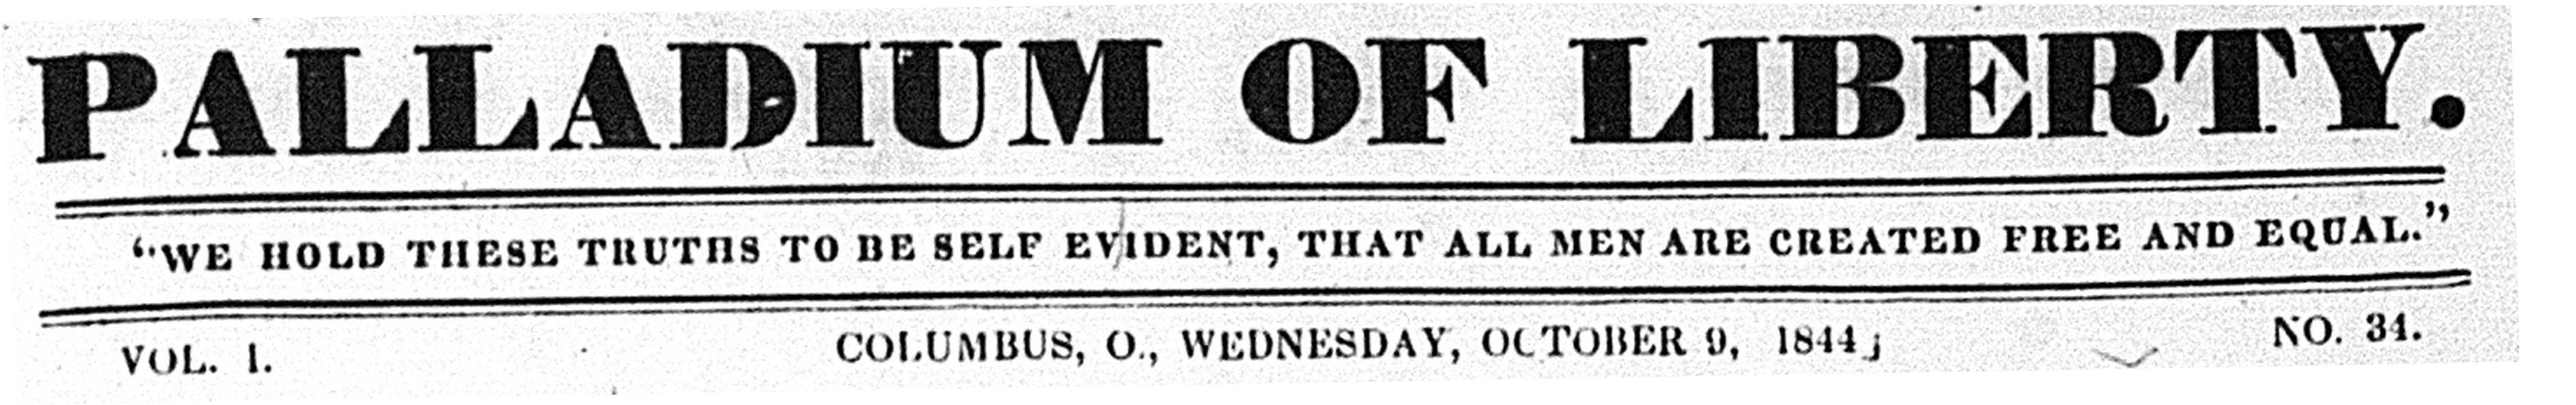 PALLADIUM OF LIBERTY.
"WE HOLD THESE TRUTHS TO BE SELF EVIDENT, THAT ALL MEN ARE CREATED FREE AND EQUAL."
VOL. 1. COLUMBUS, O., WEDNESDAY, OCTOBER 9, 1844; NO. 34.